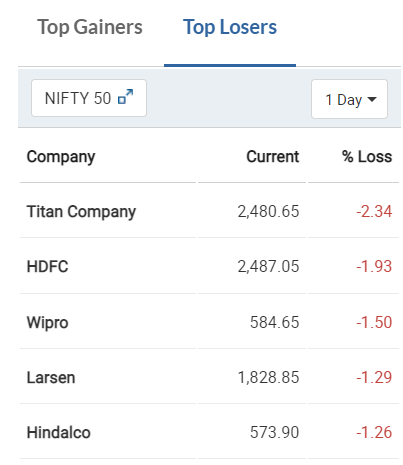 Top Gainers Top Losers
NIFTY 50 1 Day
Company Current % Loss
Titan Company 2,480.65 -2.34
HDFC 2,487.05 -1.93
Wipro 584.65 -1.50
Larsen 1,828.85 -1.29
Hindalco 573.90 -1.26